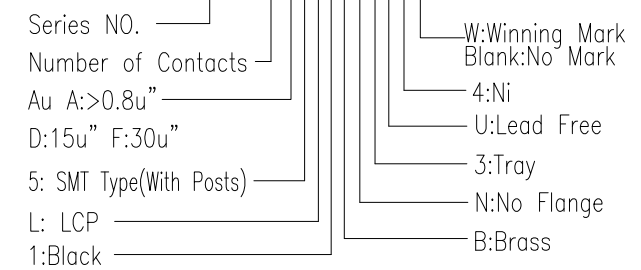 Series NO.
Number of Contacts
Au A:>0.8u”
D:15u” F:30u”
5: SMT Type(With Posts)
L: LCP
1:Black
W:Winning Mark
Blank:No Mark
4:Ni
U:Lead Free
3:Tray
N:No Flange
B:Brass